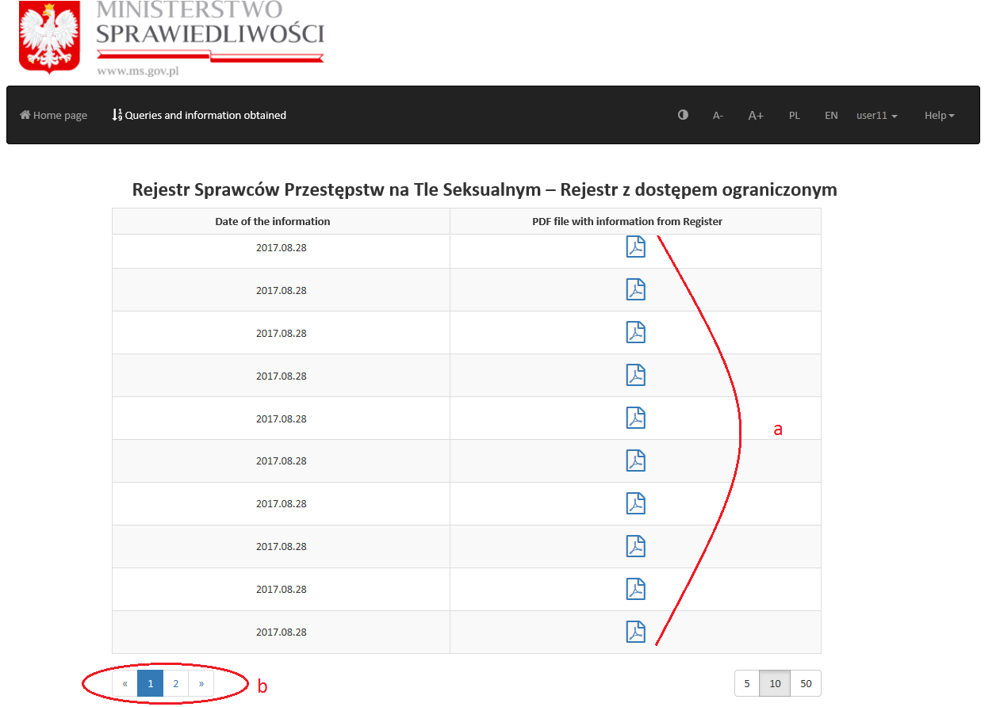 MINISTERSTWO
SPRAWIEDLIWOŚCI
www.ms.gov.pl
Home page Queries and information obtained A- A+ PL EN user11 Help
Rejestr Sprawców Przestępstw na Tle Seksualnym – Rejestr z dostępem ograniczonym
Date of the information PDF file with information from Register
2017.08.28
2017.08.28
2017.08.28
2017.08.28
2017.08.28
a
2017.08.28
2017.08.28
2017.08.28
2017.08.28
2017.08.28
« 1 2 » b 5 10 50